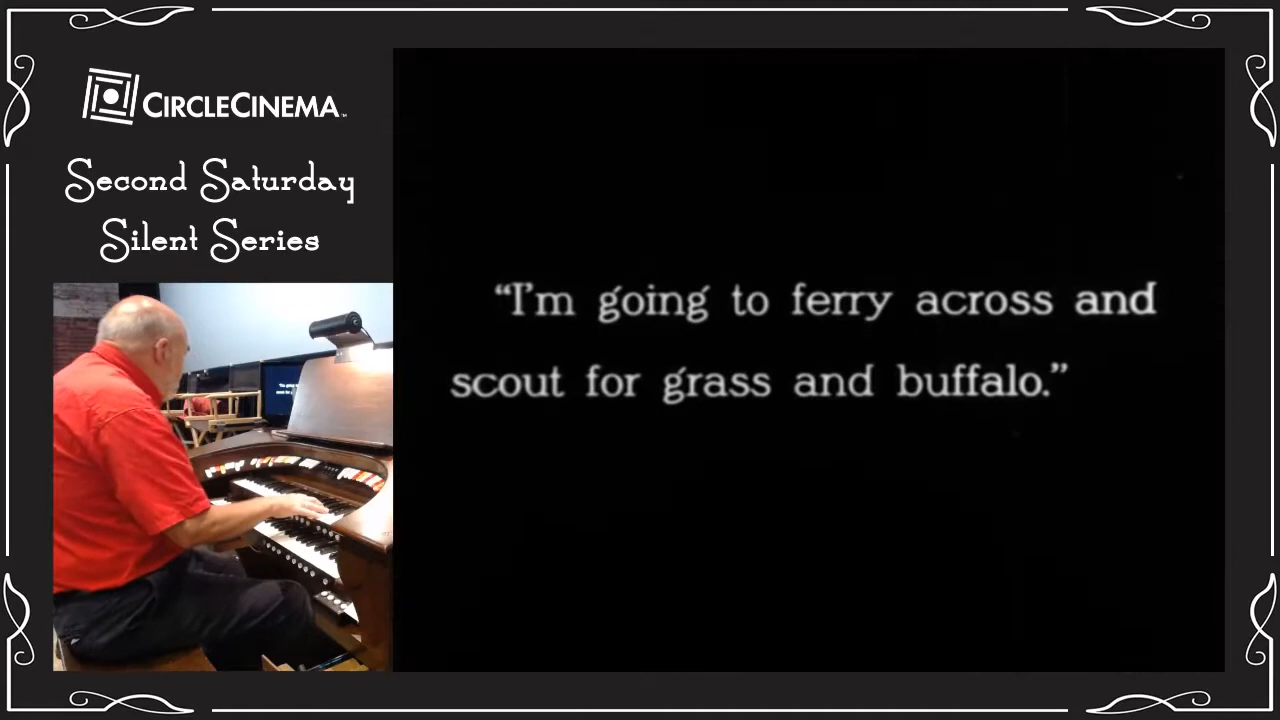 CIRCLECINEMA
Second Saturday
Silent Series
“I’m going to ferry across and
scout for grass and buffalo.”